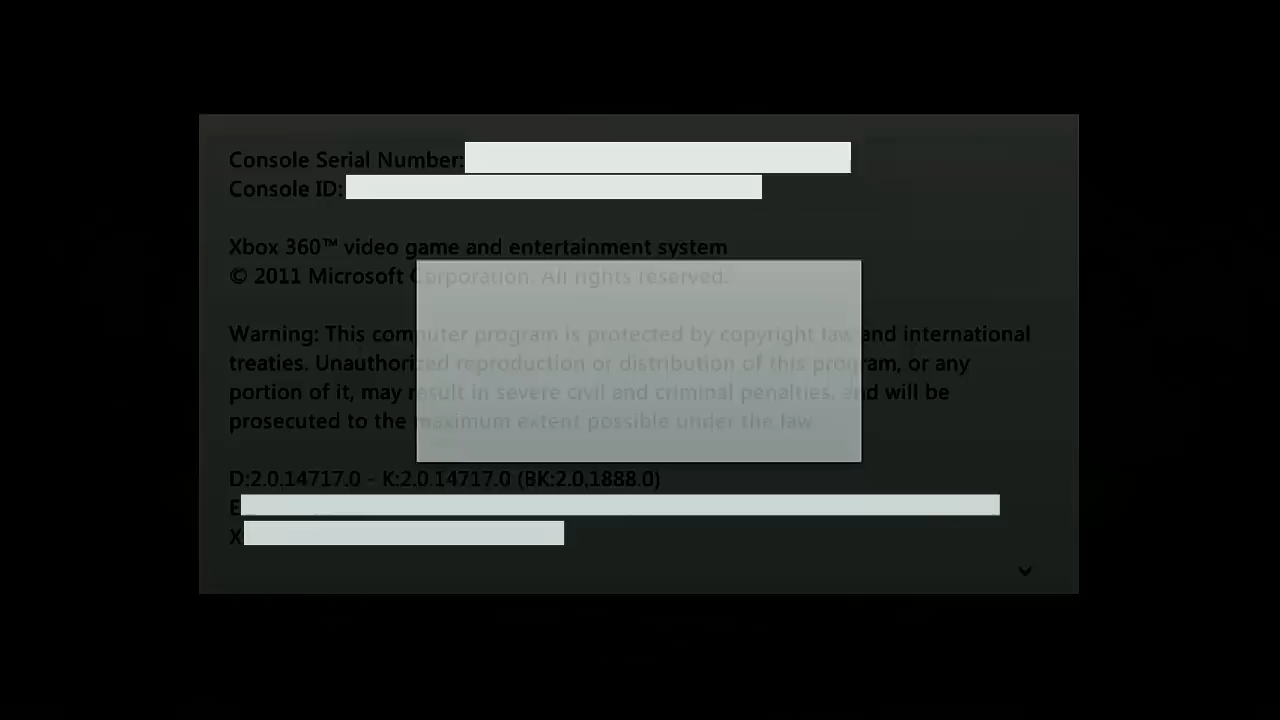 Console Serial Number:
Console ID:
Xbox 360™ video game and entertainment system
© 2011 Microsoft Corporation. All rights reserved.
Warning: This computer program is protected by copyright law and international
treaties. Unauthorized reproduction or distribution of this program, or any
portion of it, may result in severe civil and criminal penalties, and will be
prosecuted to the maximum extent possible under the law
D:2.0.14717.0 - K:2.0.14717.0 (BK:2.0.1888.0)
E
X